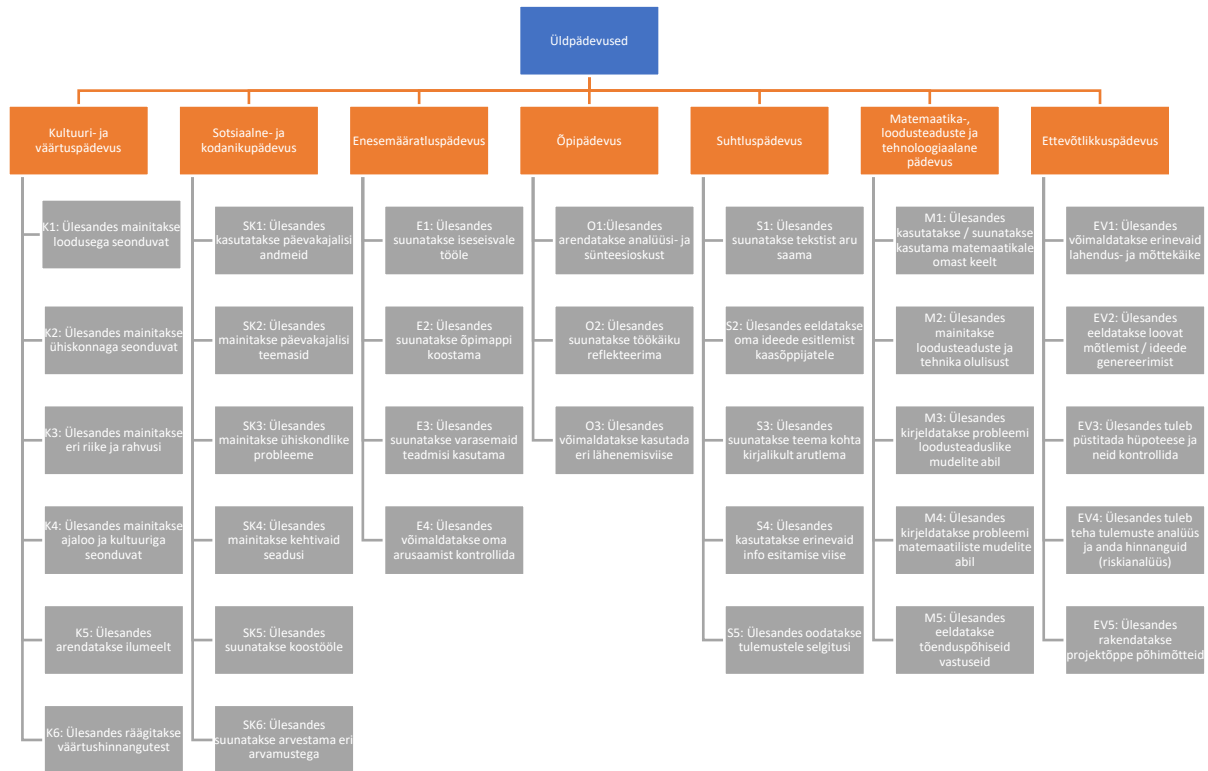 Üldpädevused
Kultuuri- ja
väärtuspädevus
K1: Ülesandes mainitakse
loodusega seonduvat
K2: Ülesandes mainitakse
ühiskonnaga seonduvat
K3: Ülesandes mainitakse
eri riike ja rahvusi
K4: Ülesandes mainitakse
ajaloo ja kultuuriga
seonduvat
K5: Ülesandes
arendatakse ilumeelt
K6: Ülesandes räägitakse
väärtushinnangutest
Sotsiaalne- ja
kodanikupädevus
SK1: Ülesandes
kasutatakse päevakajalisi
andmeid
SK2: Ülesandes
mainitakse päevakajalisi
teemasid
SK3: Ülesandes
mainitakse ühiskondlike
probleeme
SK4: Ülesandes
mainitakse kehtivaid
seadusi
SK5: Ülesandes
suunatakse koostööle
SK6: Ülesandes
suunatakse arvestama eri
arvamustega
Enesemääratluspädevus
E1: Ülesandes
suunatakse iseseisvale
tööle
E2: Ülesandes
suunatakse õpimappi
koostama
E3: Ülesandes
suunatakse varasemaid
teadmisi kasutama
E4: Ülesandes
võimaldatakse oma
arusaamist kontrollida
Õpipädevus
O1:Ülesandes
arendatakse analüüsi- ja
sünteesioskust
O2: Ülesandes
suunatakse töökäiku
reflekteerima
O3: Ülesandes
võimaldatakse kasutada
eri lähenemisviise
Suhtluspädevus
S1: Ülesandes
suunatakse tekstist aru
saama
S2: Ülesandes eeldatakse
oma ideede esitlemist
kaasõppijatele
S3: Ülesandes
suunatakse teema kohta
kirjalikult arutlema
S4: Ülesandes
kasutatakse erinevaid
info esitamise viise
S5: Ülesandes oodatakse
tulemustele selgitusi
Matemaatika-,
loodusteaduste ja
tehnoloogiaalane
pädevus
M1: Ülesandes
kasutatakse / suunatakse
kasutama matemaatikale
omast keelt
M2: Ülesandes
mainitakse
loodusteaduste ja
tehnika olulisust
M3: Ülesandes
kirjeldatakse probleemi
loodusteaduslike
mudelite abil
M4: Ülesandes
kirjeldatakse probleemi
matemaatiliste mudelite
abil
M5: Ülesandes
eeldatakse
tõenduspõhiseid
vastuseid
Ettevõtlikkuspädevus
EV1: Ülesandes
võimaldatakse erinevaid
lahendus- ja mõttekäike
EV2: Ülesandes
eeldatakse loovat
mõtlemist / ideede
genereerimist
EV3: Ülesandes tuleb
püstitada hüpoteese ja
neid kontrollida
EV4: Ülesandes tuleb
teha tulemuste analüüs
ja anda hinnanguid
(riskianalüüs)
EV5: Ülesandes
rakendatakse
projektõppe põhimõtteid